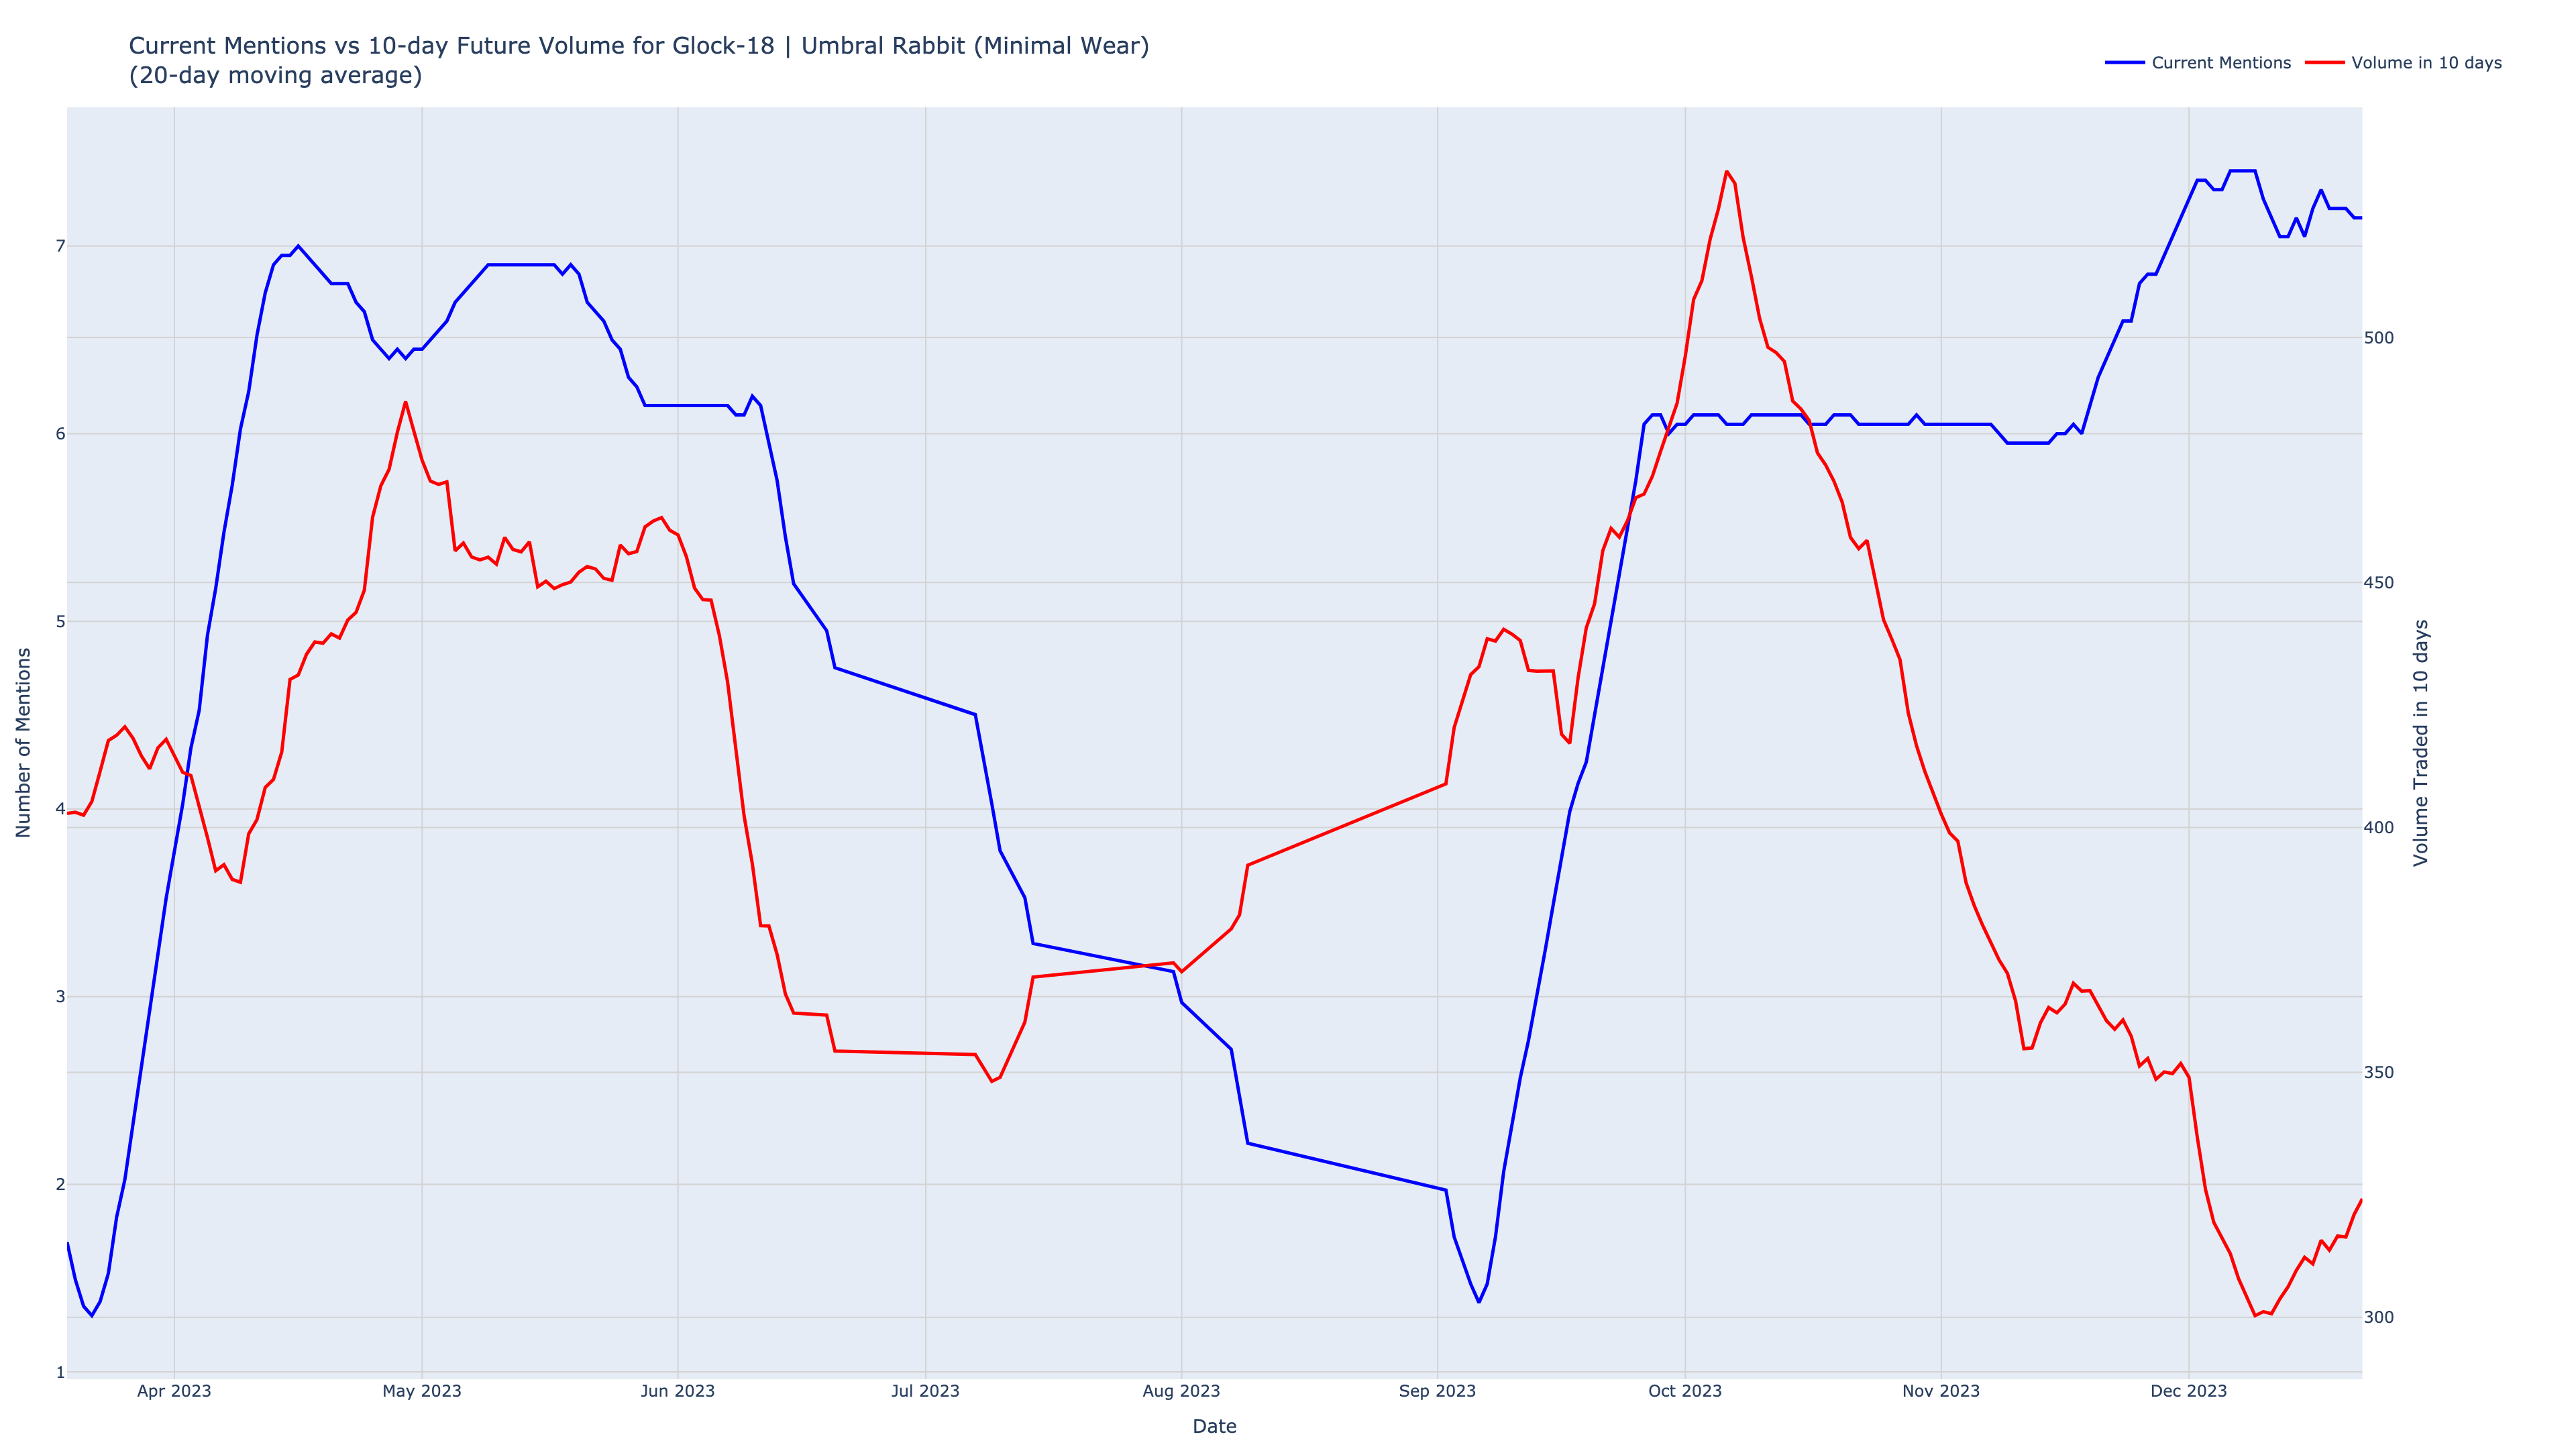 Current Mentions vs 10-day Future Volume for Glock-18 | Umbral Rabbit (Minimal Wear)
(20-day moving average)
Current Mentions
Volume in 10 days
7
6
5
4
3
2
1
Number of Mentions
500
450
400
350
300
Volume Traded in 10 days
Apr 2023
May 2023
Jun 2023
Jul 2023
Aug 2023
Sep 2023
Oct 2023
Nov 2023
Dec 2023
Date